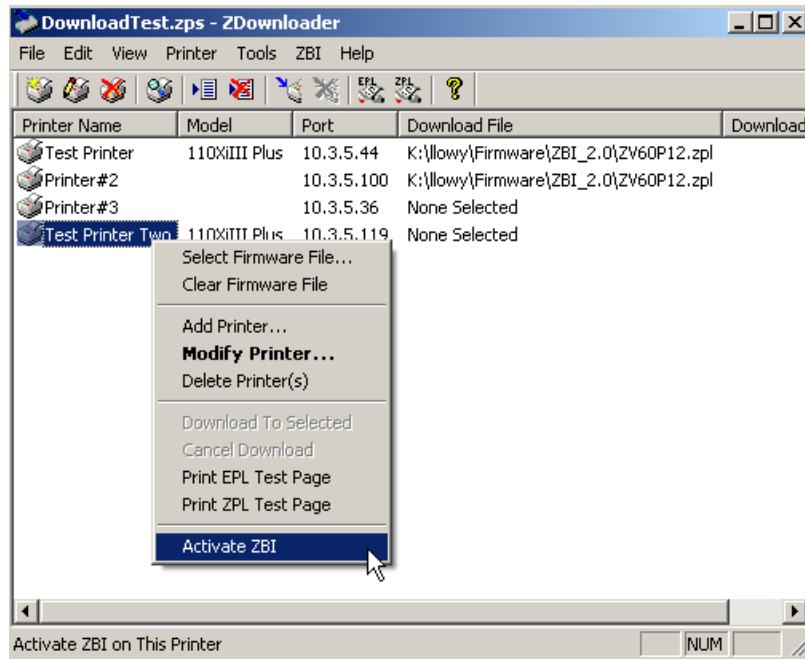 DownloadTest.zps - ZDownloader
File Edit View Printer Tools ZBI Help
EPL ZPL
Printer Name Model Port Download File Download
Test Printer 110XiIII Plus 10.3.5.44 K:\llowy\Firmware\ZBI_2.0\ZV60P12.zpl
Printer#2 10.3.5.100 K:\llowy\Firmware\ZBI_2.0\ZV60P12.zpl
Printer#3 10.3.5.36 None Selected
Test Printer Two 110XiIII Plus 10.3.5.119 None Selected
Select Firmware File...
Clear Firmware File
Add Printer...
Modify Printer...
Delete Printer(s)
Download To Selected
Cancel Download
Print EPL Test Page
Print ZPL Test Page
Activate ZBI
Activate ZBI on This Printer NUM